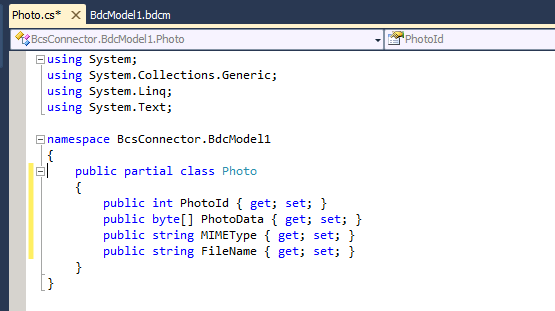 Photo.cs* BdcModel1.bdcm
BcsConnector.BdcModel1.Photo PhotoId
using System;
using System.Collections.Generic;
using System.Linq;
using System.Text;
namespace BcsConnector.BdcModel1
{
public partial class Photo
{
public int PhotoId { get; set; }
public byte[] PhotoData { get; set; }
public string MIMEType { get; set; }
public string FileName { get; set; }
}
}